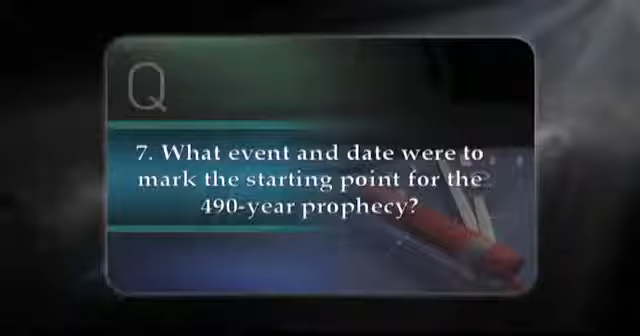 Q
7. What event and date were to
mark the starting point for the
490-year prophecy?